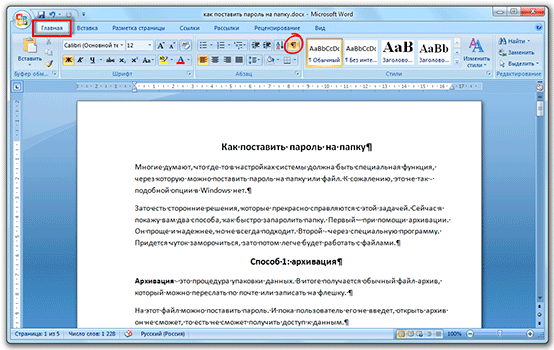 как поставить пароль на папку.docx - Microsoft Word
Главная Вставка Разметка страницы Ссылки Рассылки Рецензирование Вид
Вставить
Calibri (Основной те 12
AaBbCcDc AaBbCcDc AaB AaBb
¶ Обычный ¶ Без инте... Заголово... Заголово...
Изменить стили
Найти
Заменить
Выделить
Буфер обм... Шрифт Абзац Стили Редактирование
Как·поставить·пароль·на·папку¶
Многие·думают,·что·где-то·в·настройках·системы·должна·быть·специальная·функция,·
через·которую·можно·поставить·пароль·на·папку·или·файл.·К·сожалению,·это·не·так·-·
подобной·опции·в·Windows·нет.¶
Зато·есть·сторонние·решения,·которые·прекрасно·справляются·с·этой·задачей.·Сейчас·я·
покажу·вам·два·способа,·как·быстро·запаролить·папку.·Первый·—·при·помощи·архивации.·
Он·проще·и·надежнее,·но·не·всегда·подходит.·Второй·-·через·специальную·программу.·
Придется·чуток·заморочиться,·зато·потом·легче·будет·работать·с·файлами.¶
Способ·1:·архивация¶
Архивация·-·это·процедура·упаковки·данных.·В·итоге·получается·обычный·файл-архив,·
который·можно·переслать·по·почте·или·записать·на·флешку.·¶
На·этот·файл·можно·поставить·пароль.·И·пока·пользователь·его·не·введет,·открыть·архив·
он·не·сможет,·то·есть·не·сможет·получить·доступ·к·данным.¶
Страница: 1 из 5 Число слов: 1 228 Русский (Россия) 100%